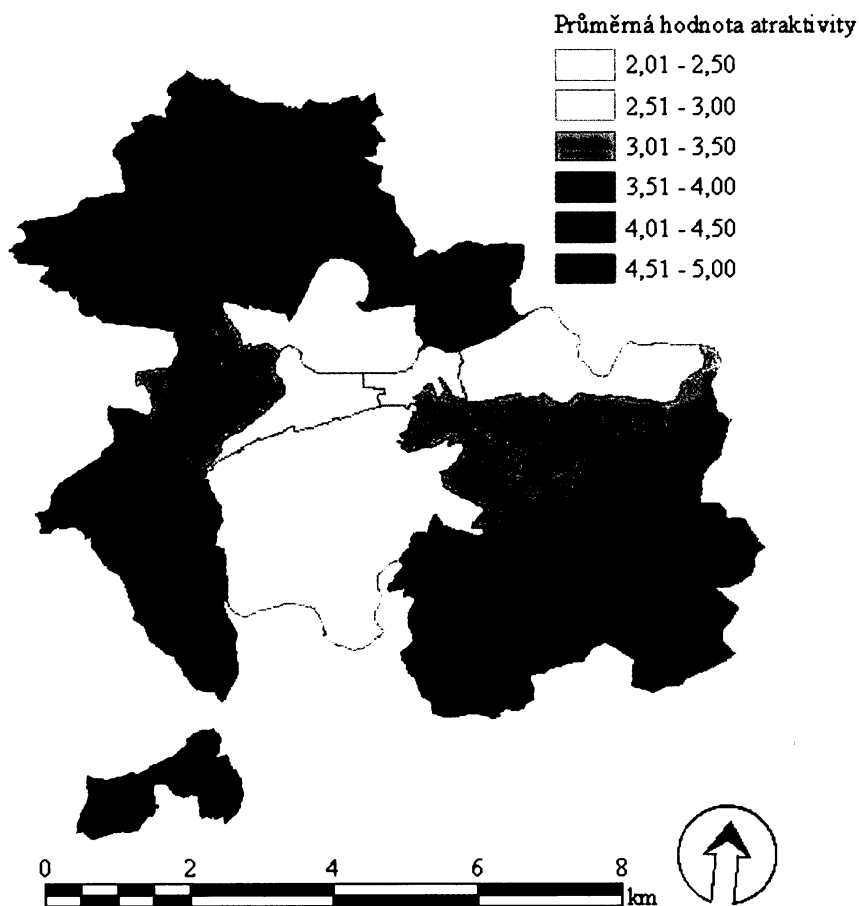 Průměrná hodnota atraktivity
2,01 - 2,50
2,51 - 3,00
3,01 - 3,50
3,51 - 4,00
4,01 - 4,50
4,51 - 5,00
0 2 4 6 8
km